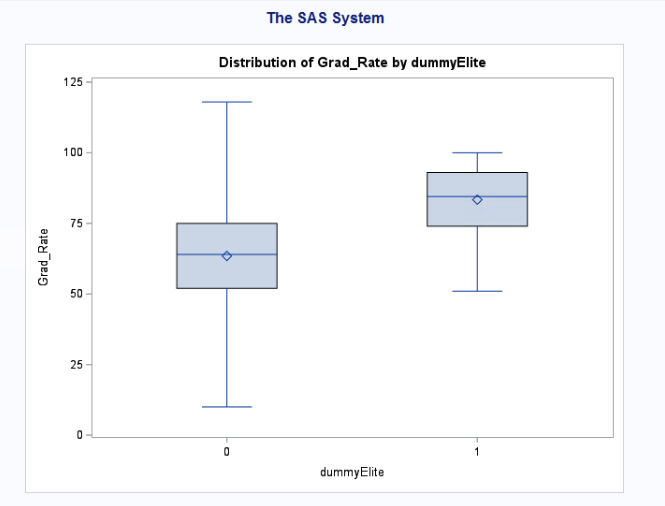 The SAS System
Distribution of Grad_Rate by dummyElite
125
100
75
50
25
0
Grad_Rate
0 1
dummyElite